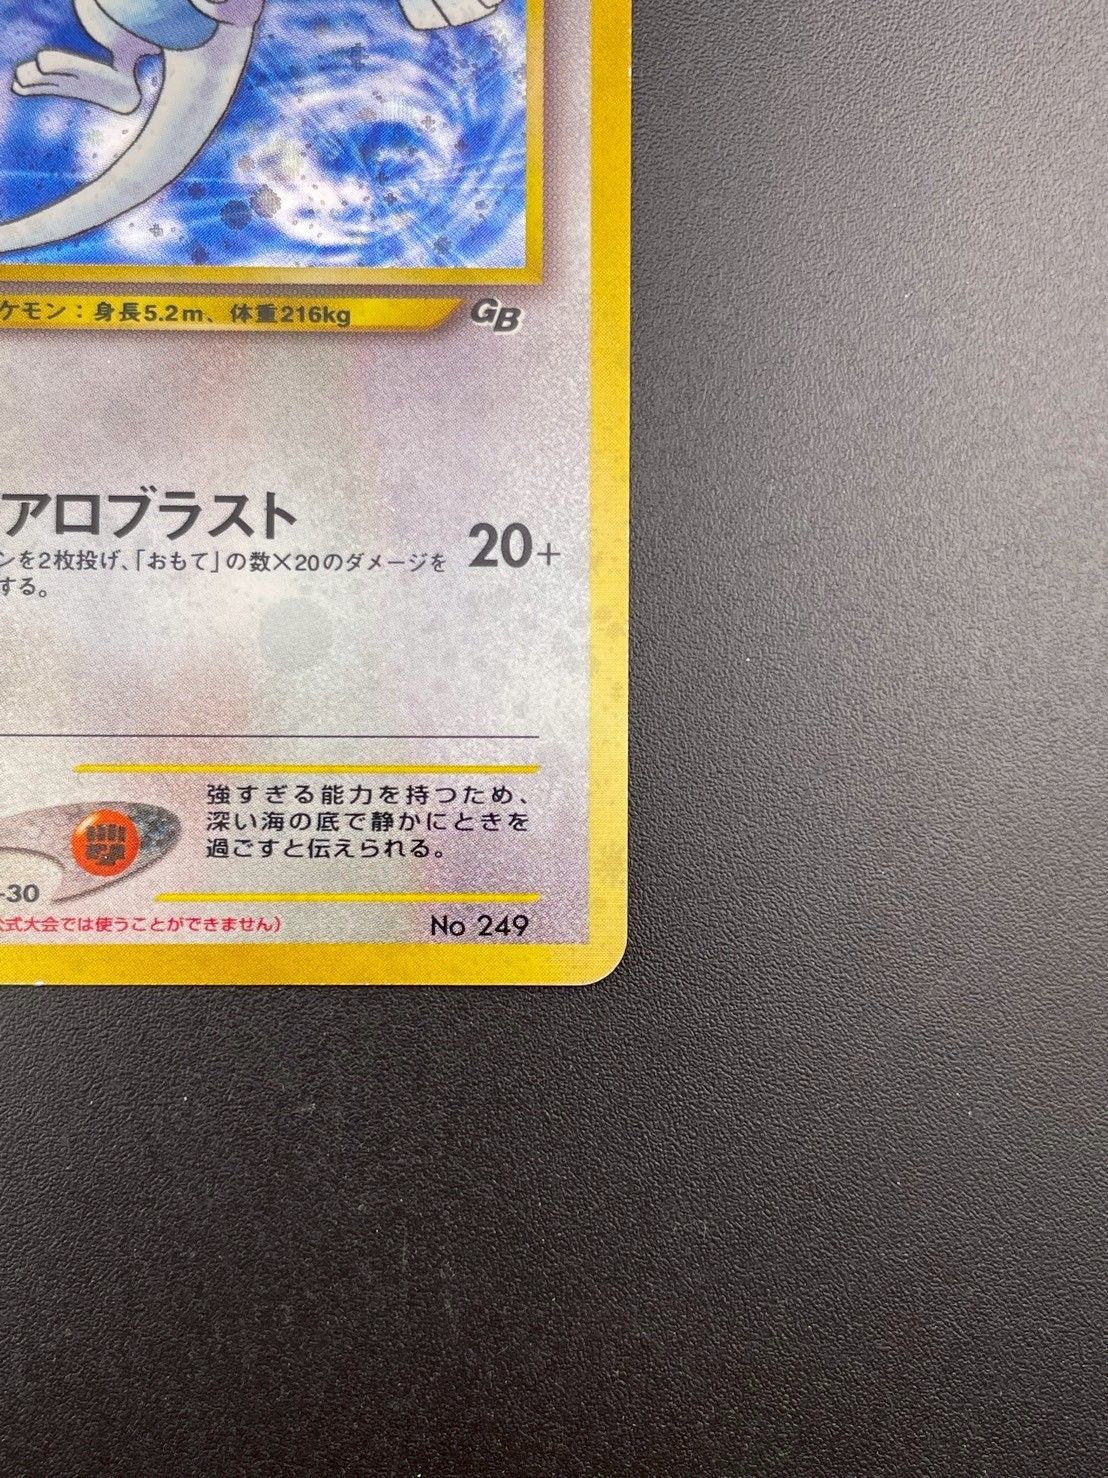 ケモン：身長5.2m、体重216kg
GB
アロブラスト
ンを2枚投げ、「おもて」の数×20のダメージを
20+
する。
強すぎる能力を持つため、
深い海の底で静かにときを
過ごすと伝えられる。
-30
公式大会では使うことができません）
No 249